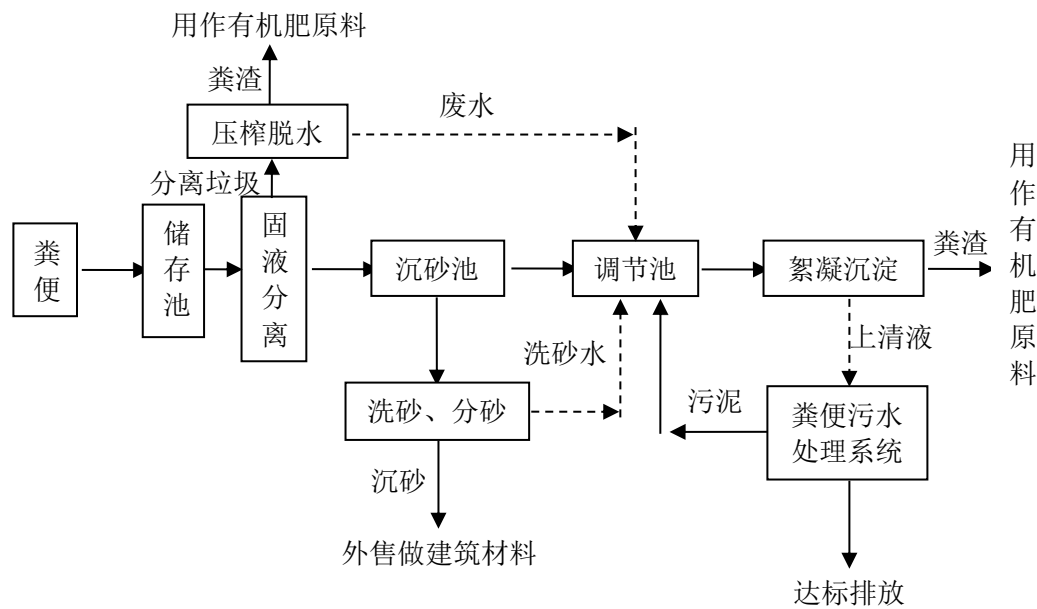 用作有机肥原料
粪渣
压榨脱水
废水
分离垃圾
粪便
储存池
固液分离
沉砂池
调节池
絮凝沉淀
粪渣
用作有机肥原料
洗砂水
上清液
洗砂、分砂
污泥
粪便污水
处理系统
沉砂
外售做建筑材料
达标排放